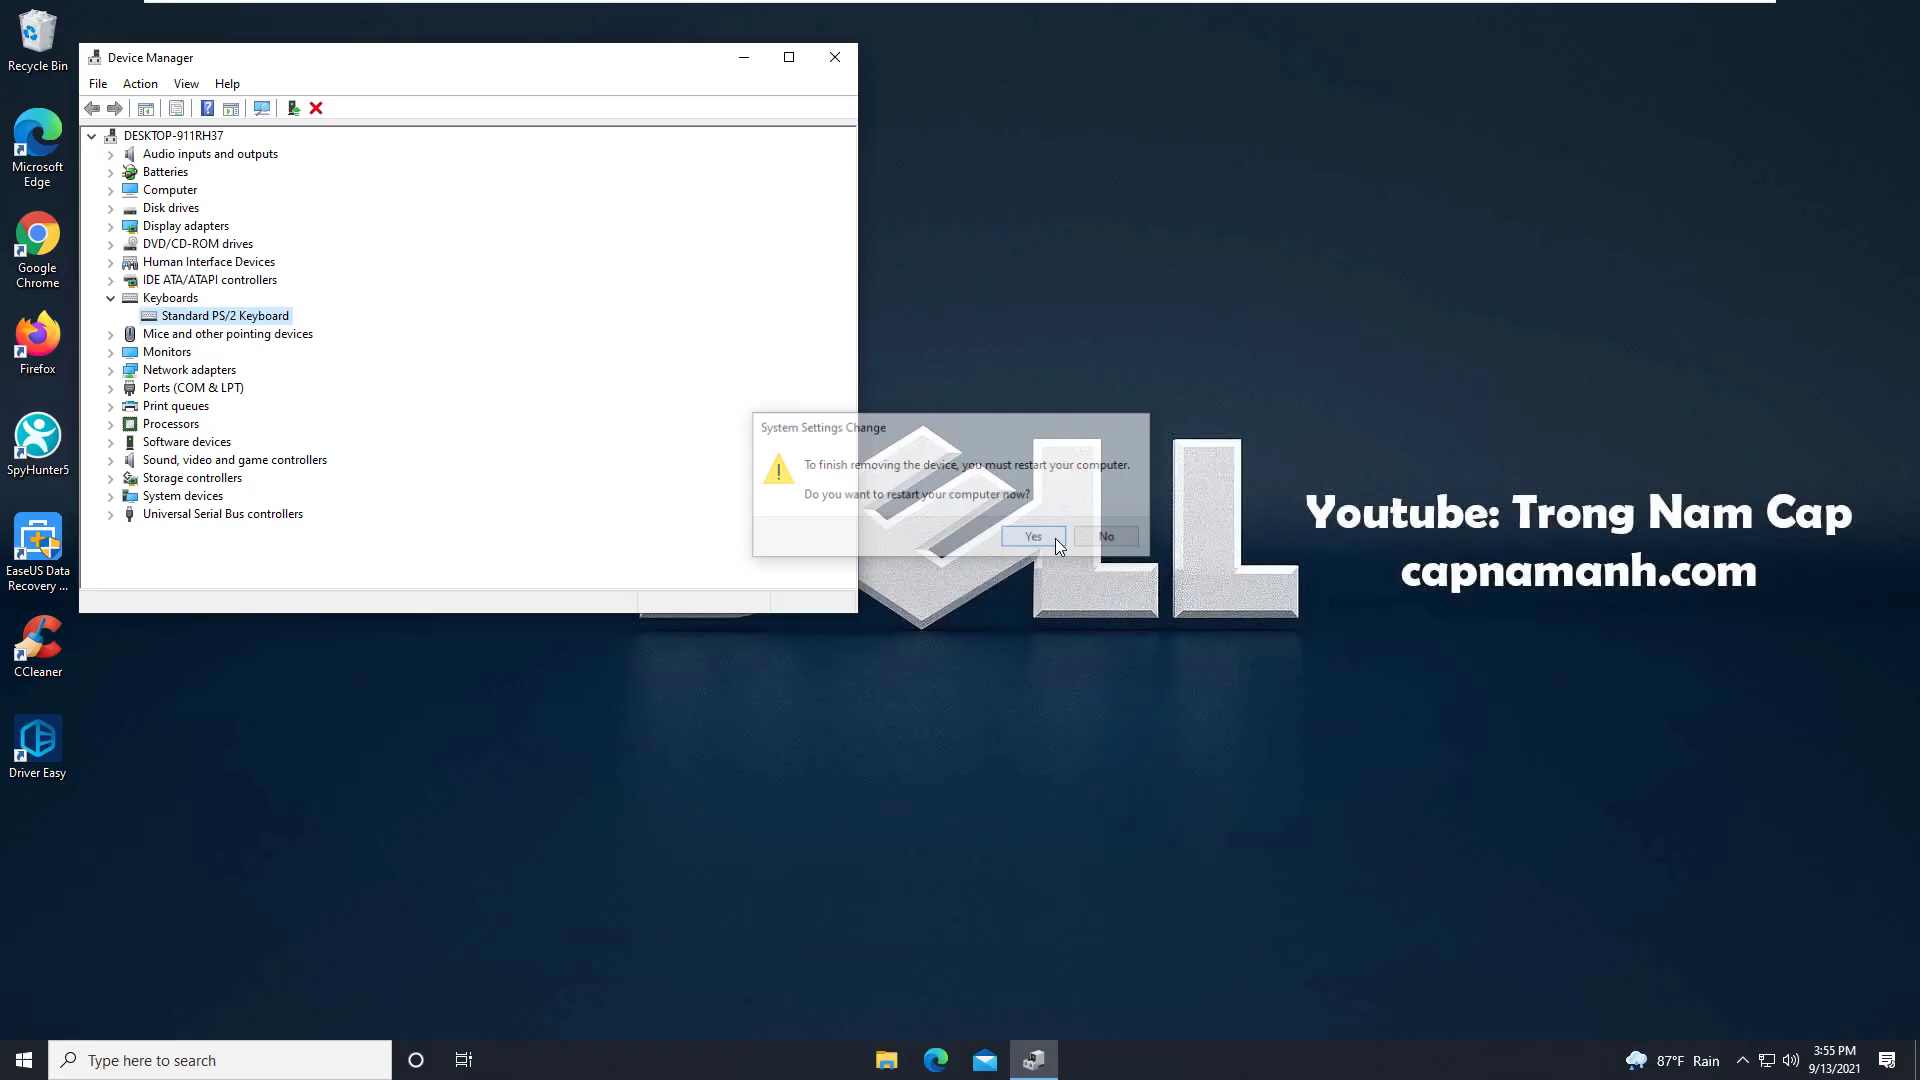 Recycle Bin
Microsoft
Edge
Google
Chrome
Firefox
SpyHunter5
EaseUS Data
Recovery ...
CCleaner
Driver Easy
Device Manager
File Action View Help
DESKTOP-911RH37
Audio inputs and outputs
Batteries
Computer
Disk drives
Display adapters
DVD/CD-ROM drives
Human Interface Devices
IDE ATA/ATAPI controllers
Keyboards
Standard PS/2 Keyboard
Mice and other pointing devices
Monitors
Network adapters
Ports (COM & LPT)
Print queues
Processors
Software devices
Sound, video and game controllers
Storage controllers
System devices
Universal Serial Bus controllers
System Settings Change
To finish removing the device, you must restart your computer.
Do you want to restart your computer now?
Yes No
LL
Youtube: Trong Nam Cap
capnamanh.com
Type here to search
87°F Rain
3:55 PM
9/13/2021